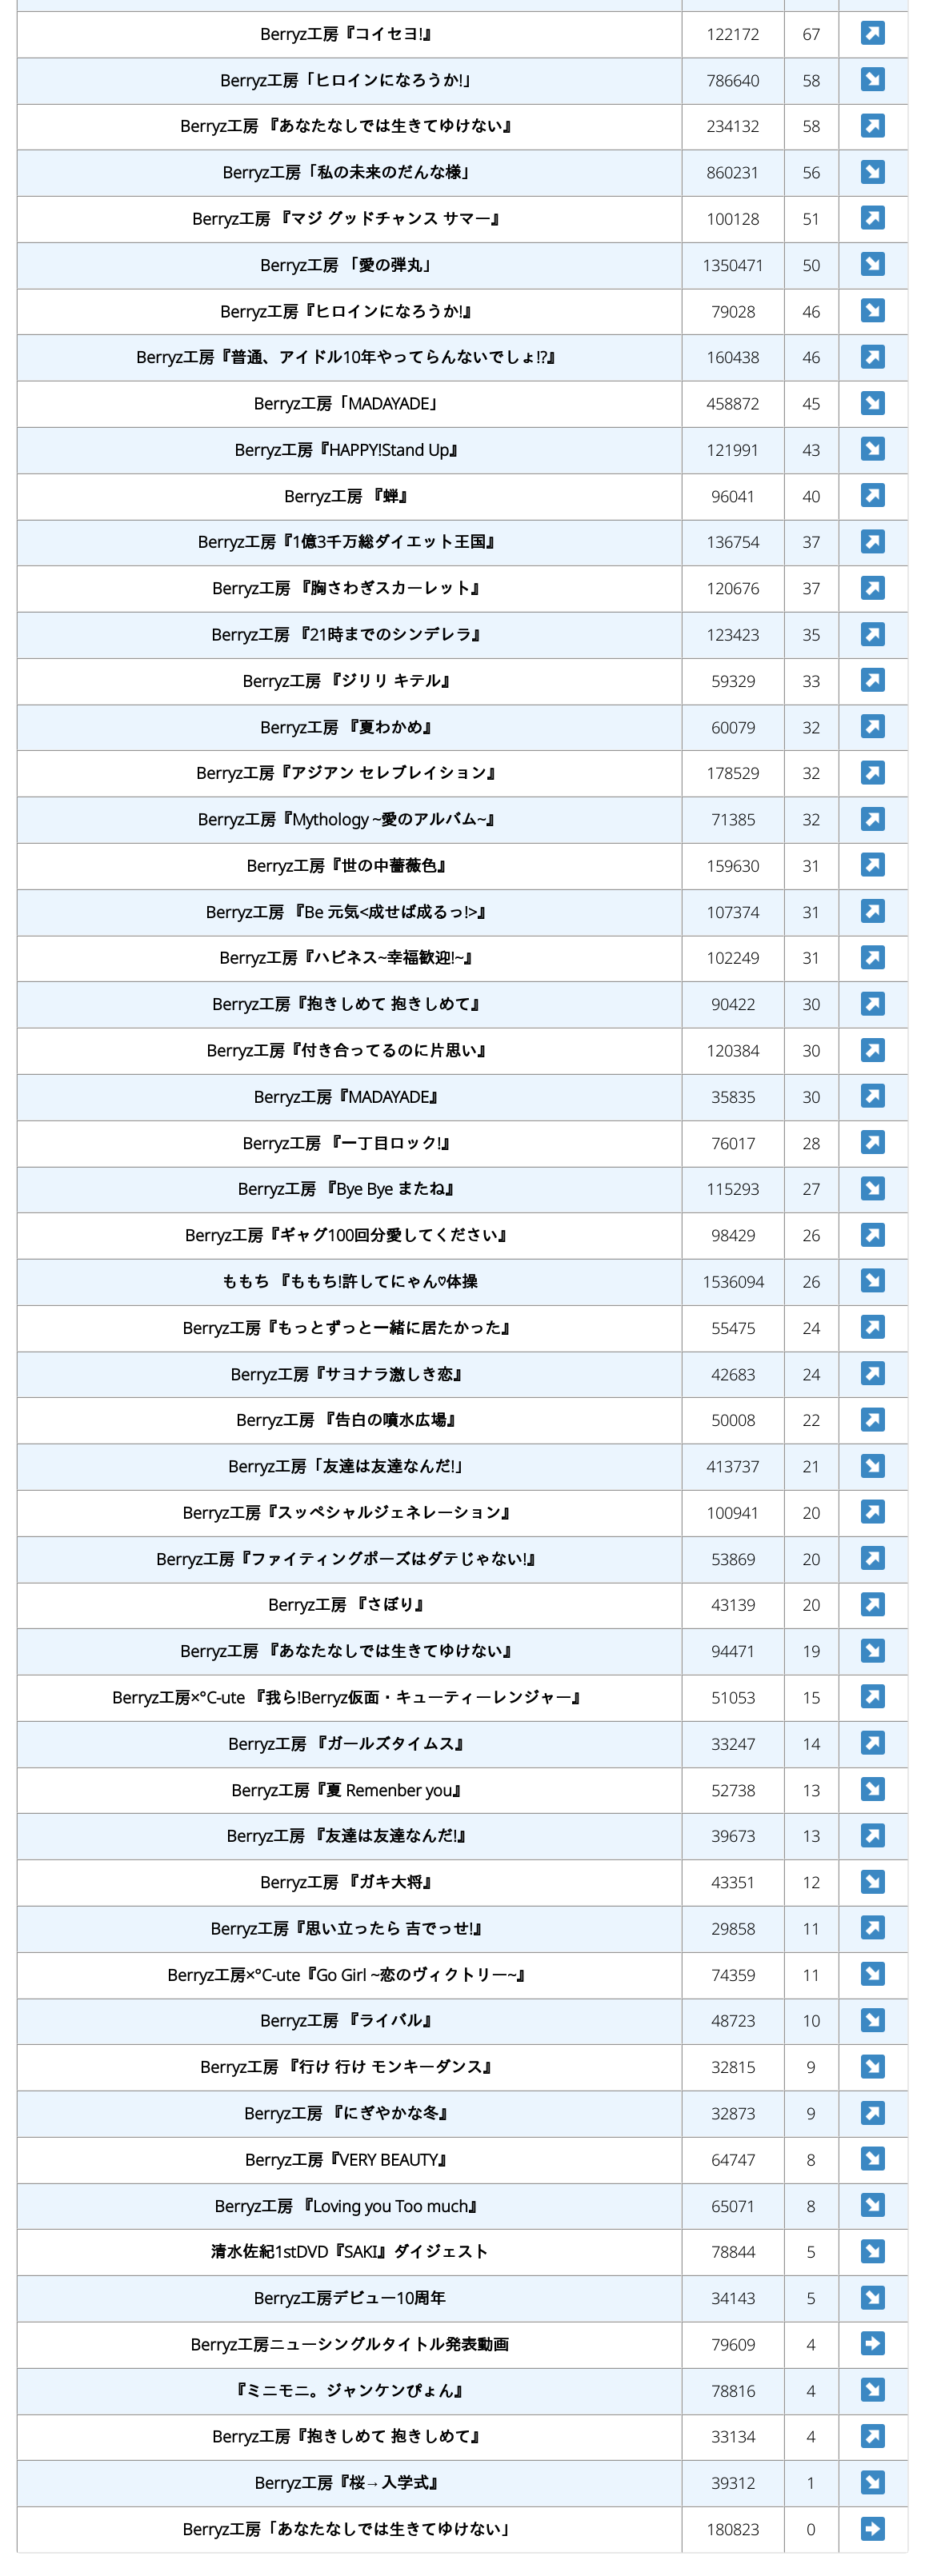 Berryz工房『コイセヨ!』 122172 67 ↗
Berryz工房「ヒロインになろうか!」 786640 58 ↘
Berryz工房 『あなたなしでは生きてゆけない』 234132 58 ↗
Berryz工房「私の未来のだんな様」 860231 56 ↘
Berryz工房 『マジ グッドチャンス サマー』 100128 51 ↗
Berryz工房 「愛の弾丸」 1350471 50 ↘
Berryz工房『ヒロインになろうか!』 79028 46 ↘
Berryz工房『普通、アイドル10年やってらんないでしょ!?』 160438 46 ↗
Berryz工房「MADAYADE」 458872 45 ↘
Berryz工房『HAPPY!Stand Up』 121991 43 ↘
Berryz工房 『蝉』 96041 40 ↗
Berryz工房『1億3千万総ダイエット王国』 136754 37 ↗
Berryz工房 『胸さわぎスカーレット』 120676 37 ↗
Berryz工房 『21時までのシンデレラ』 123423 35 ↗
Berryz工房 『ジリリ キテル』 59329 33 ↗
Berryz工房 『夏わかめ』 60079 32 ↗
Berryz工房『アジアン セレブレイション』 178529 32 ↗
Berryz工房『Mythology ~愛のアルバム~』 71385 32 ↗
Berryz工房『世の中薔薇色』 159630 31 ↗
Berryz工房 『Be 元気<成せば成るっ!>』 107374 31 ↗
Berryz工房『ハピネス~幸福歓迎!~』 102249 31 ↗
Berryz工房『抱きしめて 抱きしめて』 90422 30 ↗
Berryz工房『付き合ってるのに片思い』 120384 30 ↗
Berryz工房『MADAYADE』 35835 30 ↗
Berryz工房 『一丁目ロック!』 76017 28 ↗
Berryz工房 『Bye Bye またね』 115293 27 ↘
Berryz工房『ギャグ100回分愛してください』 98429 26 ↗
ももち 『ももち!許してにゃん♡体操 1536094 26 ↘
Berryz工房『もっとずっと一緒に居たかった』 55475 24 ↗
Berryz工房『サヨナラ激しき恋』 42683 24 ↗
Berryz工房 『告白の噴水広場』 50008 22 ↗
Berryz工房「友達は友達なんだ!」 413737 21 ↘
Berryz工房『スッペシャルジェネレーション』 100941 20 ↗
Berryz工房『ファイティングポーズはダテじゃない!』 53869 20 ↗
Berryz工房 『さぼり』 43139 20 ↗
Berryz工房 『あなたなしでは生きてゆけない』 94471 19 ↘
Berryz工房×°C-ute 『我ら!Berryz仮面・キューティーレンジャー』 51053 15 ↗
Berryz工房 『ガールズタイムス』 33247 14 ↗
Berryz工房『夏 Remenber you』 52738 13 ↘
Berryz工房 『友達は友達なんだ!』 39673 13 ↗
Berryz工房 『ガキ大将』 43351 12 ↘
Berryz工房『思い立ったら 吉でっせ!』 29858 11 ↗
Berryz工房×°C-ute『Go Girl ~恋のヴィクトリー~』 74359 11 ↘
Berryz工房 『ライバル』 48723 10 ↘
Berryz工房 『行け 行け モンキーダンス』 32815 9 ↘
Berryz工房 『にぎやかな冬』 32873 9 ↗
Berryz工房『VERY BEAUTY』 64747 8 ↘
Berryz工房 『Loving you Too much』 65071 8 ↘
清水佐紀1stDVD『SAKI』ダイジェスト 78844 5 ↘
Berryz工房デビュー10周年 34143 5 ↘
Berryz工房ニューシングルタイトル発表動画 79609 4 →
『ミニモニ。ジャンケンぴょん』 78816 4 ↘
Berryz工房『抱きしめて 抱きしめて』 33134 4 ↗
Berryz工房『桜→入学式』 39312 1 ↘
Berryz工房「あなたなしでは生きてゆけない」 180823 0 →